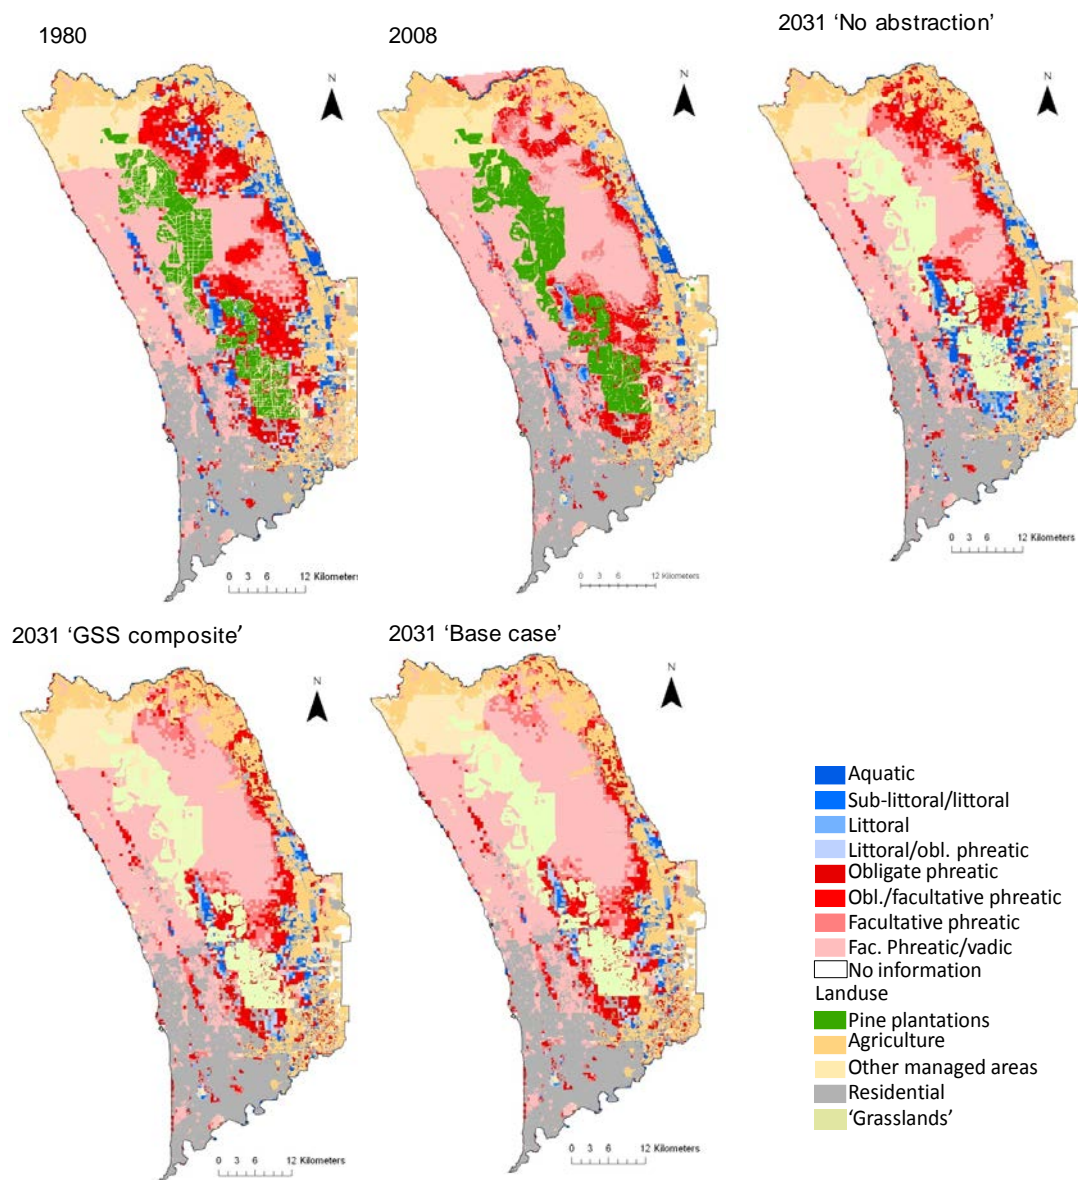 1980
2008
2031 ‘No abstraction’
N
N
N
0 3 6 12 Kilometers
0 3 6 12 Kilometers
0 3 6 12 Kilometers
2031 ‘GSS composite’
2031 ‘Base case’
N
N
Aquatic
Sub-littoral/littoral
Littoral
Littoral/obl. phreatic
Obligate phreatic
Obl./facultative phreatic
Facultative phreatic
Fac. Phreatic/vadic
No information
Landuse
Pine plantations
Agriculture
Other managed areas
Residential
‘Grasslands’
0 3 6 12 Kilometers
0 3 6 12 Kilometers